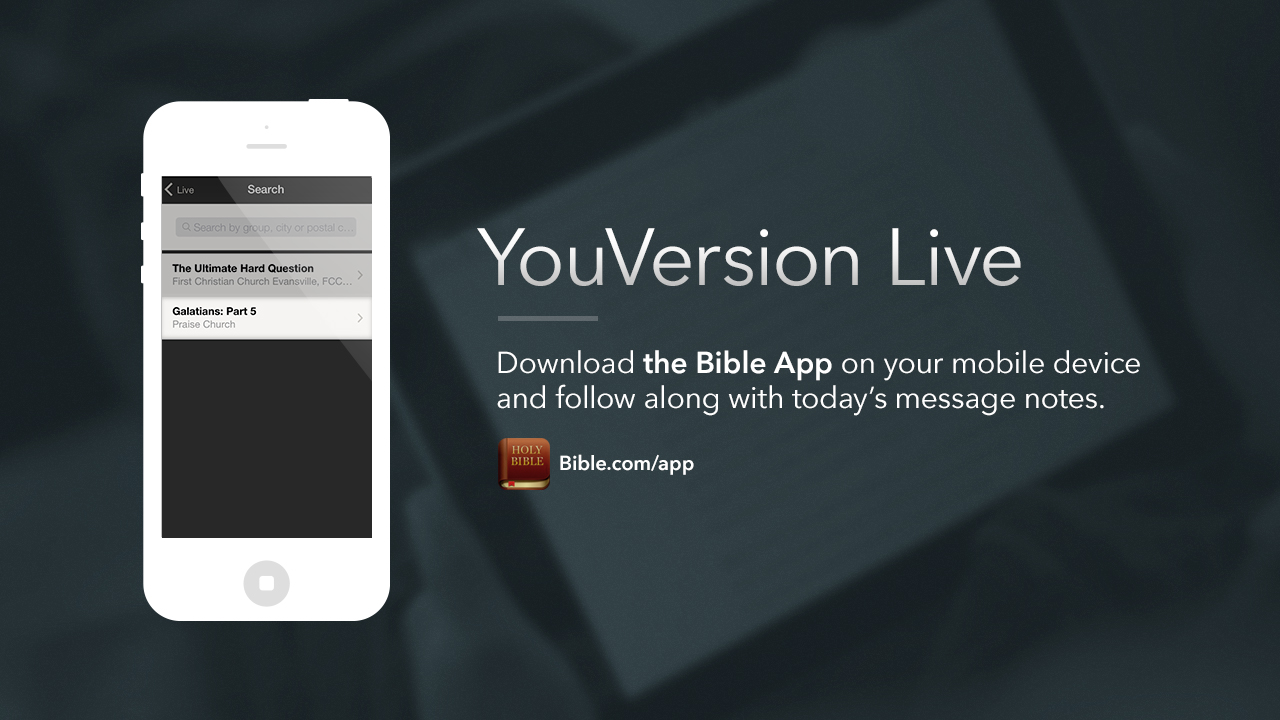 Live
Search
Search by group, city or postal c...
The Ultimate Hard Question
First Christian Church Evansville, FCC...
Galatians: Part 5
Praise Church
YouVersion Live
Download the Bible App on your mobile device
and follow along with today's message notes.
HOLY
BIBLE
Bible.com/app